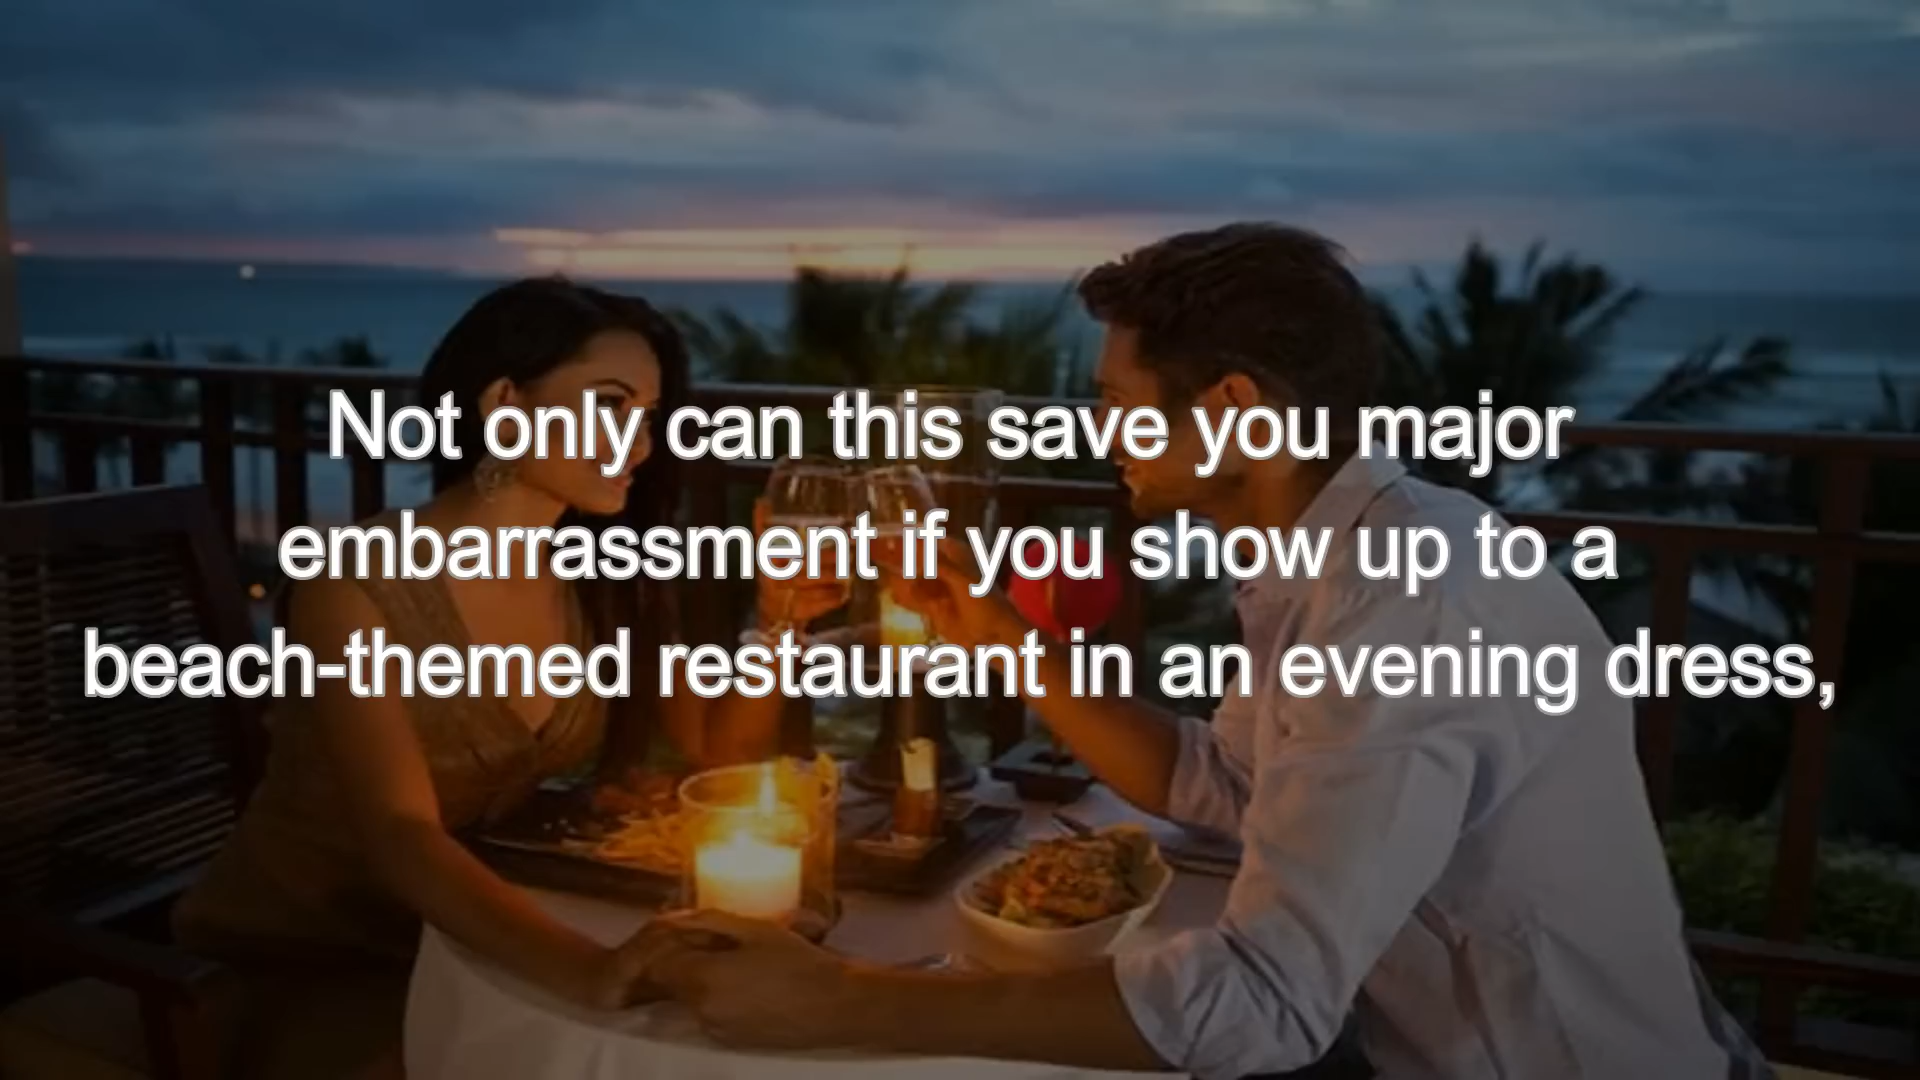 Not only can this save you major
embarrassment if you show up to a
beach-themed restaurant in an evening dress,